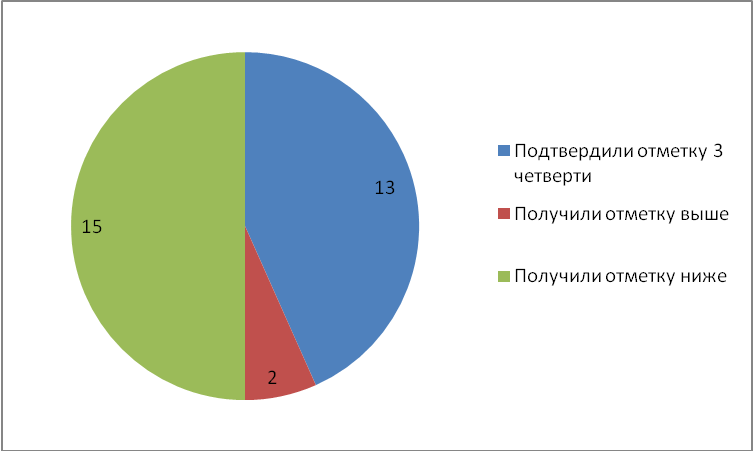 13
15
2
Подтвердили отметку 3
четверти
Получили отметку выше
Получили отметку ниже